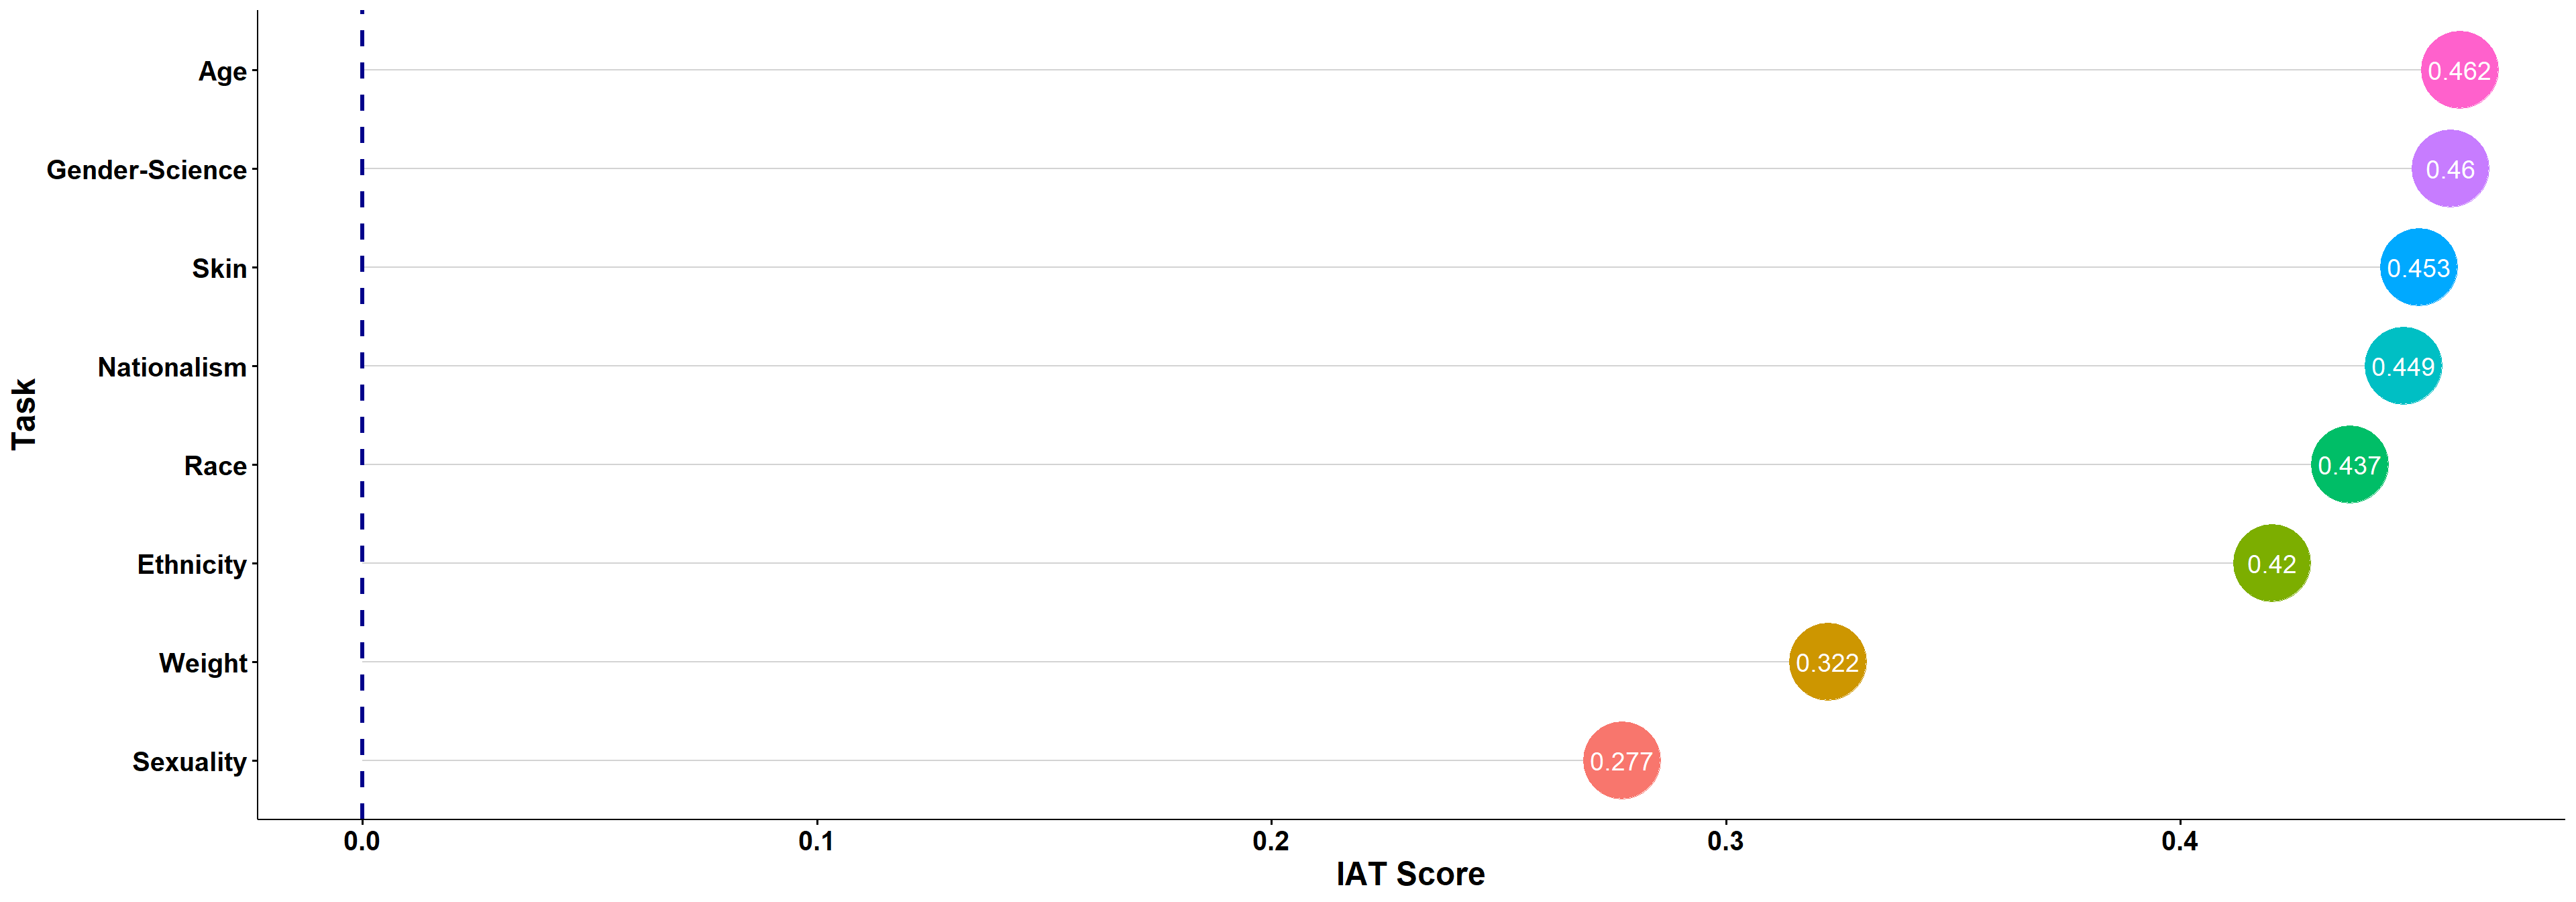 Task
Age
0.462
Gender-Science
0.46
Skin
0.453
Nationalism
0.449
Race
0.437
Ethnicity
0.42
Weight
0.322
Sexuality
0.277
0.0 0.1 0.2 0.3 0.4
IAT Score